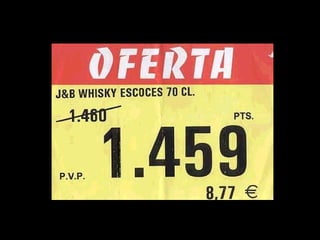 OFERTA
J&B WHISKY ESCOCES 70 CL.
1.460
PTS.
1.459
P.V.P.
8,77 €